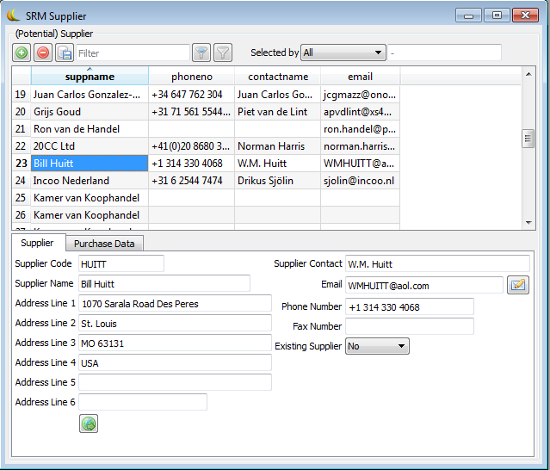 SRM Supplier
(Potential) Supplier
Filter Selected by All -
suppname phoneno contactname email
19 Juan Carlos Gonzalez-... +34 647 762 304 Juan Carlos Go... jcgmazz@ono...
20 Grijs Goud +31 71 561 5544... Piet van de Lint apvdlint@xs4...
21 Ron van de Handel ron.handel@p...
22 20CC Ltd +41(0)20 8680 3... Norman Harris norman.harris...
23 Bill Huitt +1 314 330 4068 W.M. Huitt WMHUITT@a...
24 Incoo Nederland +31 6 2544 7474 Drikus Sjölin sjolin@incoo.nl
25 Kamer van Koophandel
26 Kamer van Koophandel
27 Kamer van Koophandel
Supplier Purchase Data
Supplier Code HUITT Supplier Contact W.M. Huitt
Supplier Name Bill Huitt Email WMHUITT@aol.com
Address Line 1 1070 Sarala Road Des Peres Phone Number +1 314 330 4068
Address Line 2 St. Louis Fax Number
Address Line 3 MO 63131 Existing Supplier No
Address Line 4 USA
Address Line 5
Address Line 6